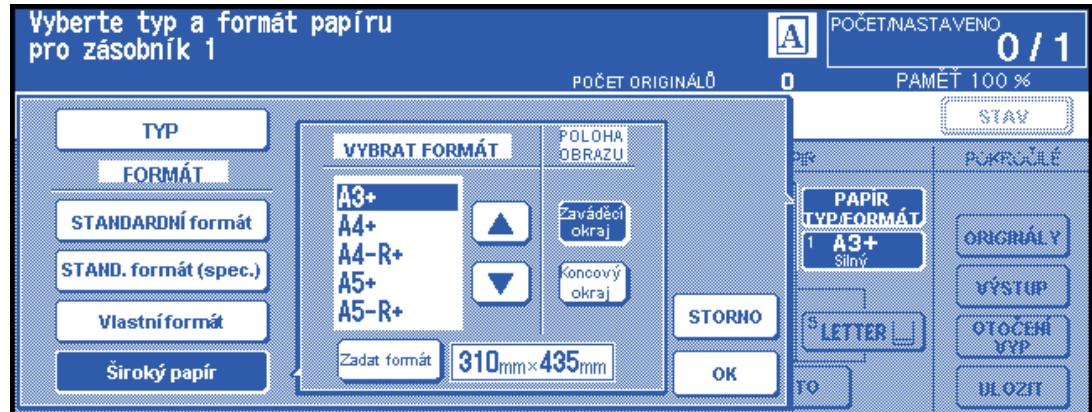 Vyberte typ a formát papíru
pro zásobník 1
A
POČET/NASTAVENO
0 / 1
POČET ORIGINÁLŮ 0 PAMĚŤ 100 %
STAV
TYP
FORMÁT
STANDARDNÍ formát
STAND. formát (spec.)
Vlastní formát
Široký papír
VYBRAT FORMÁT
A3+
A4+
A4-R+
A5+
A5-R+
Zadat formát
310mm×435mm
POLOHA
OBRAZU
Zaváděcí
okraj
Koncový
okraj
STORNO
OK
PAPÍR
TYP/FORMÁT
1 A3+
Silný
5 LETTER
TO
POKROČILÉ
ORIGINÁLY
VÝSTUP
OTOČENÍ
VYP
ULOZIT